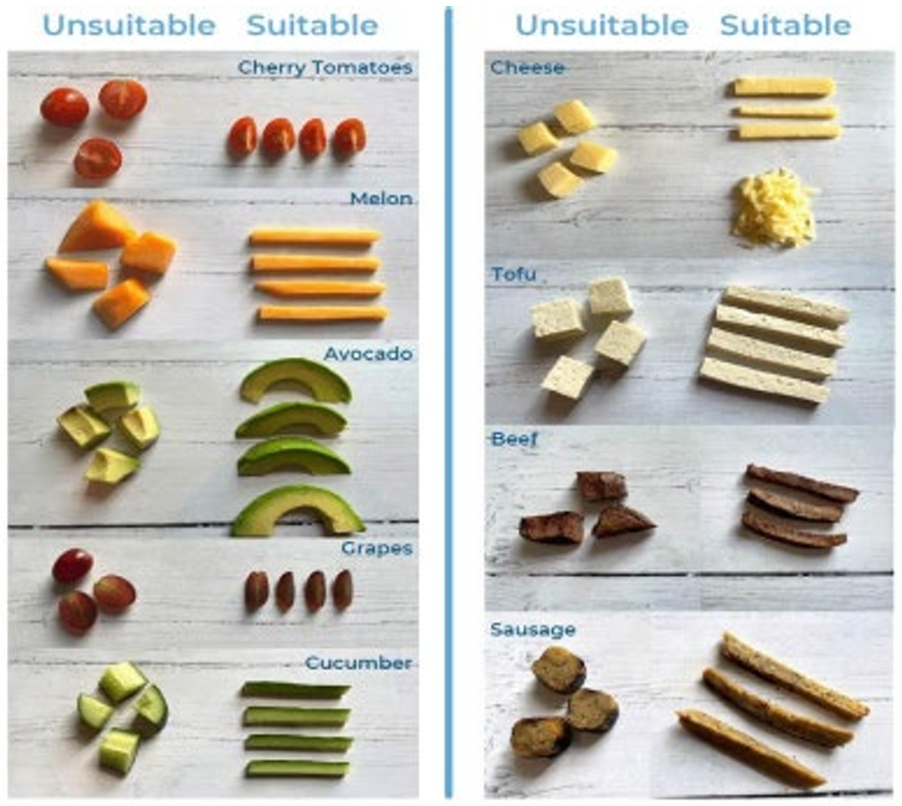 Unsuitable Suitable
Cherry Tomatoes
Melon
Avocado
Grapes
Cucumber
Unsuitable Suitable
Cheese
Tofu
Beef
Sausage